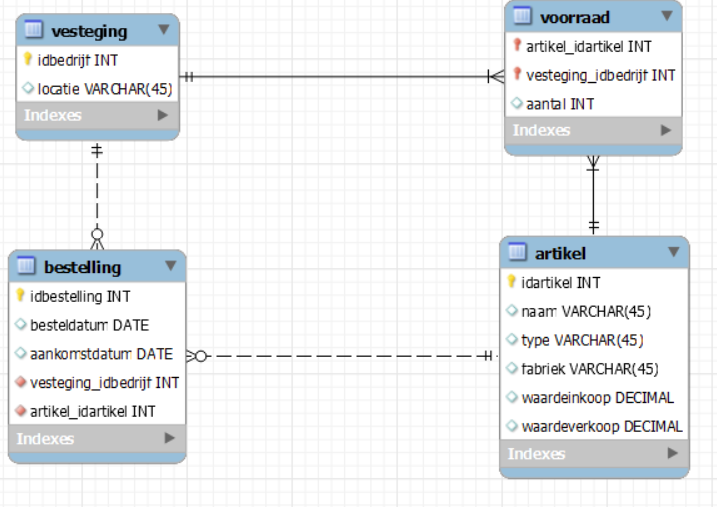 vesteging
idbedrijf INT
locatie VARCHAR(45)
Indexes
voorraad
artikel_idartikel INT
vesteging_idbedrijf INT
aantal INT
Indexes
bestelling
idbestelling INT
besteldatum DATE
aankomstdatum DATE
vesteging_idbedrijf INT
artikel_idartikel INT
Indexes
artikel
idartikel INT
naam VARCHAR(45)
type VARCHAR(45)
fabriek VARCHAR(45)
waardeinkoop DECIMAL
waardeverkoop DECIMAL
Indexes